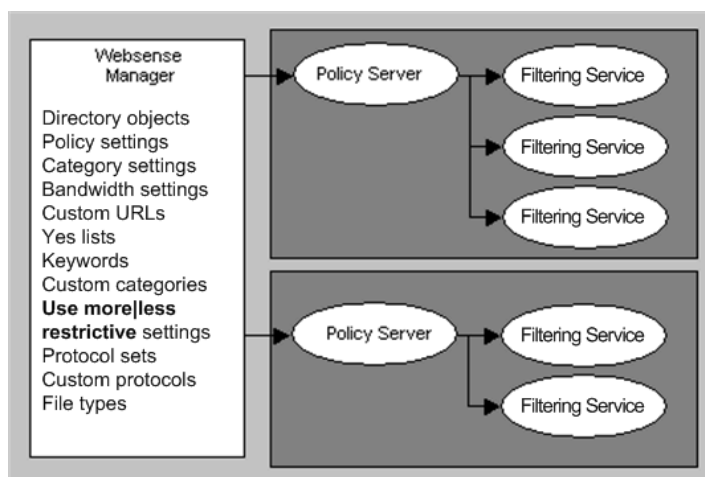 Websense
Manager
Directory objects
Policy settings
Category settings
Bandwidth settings
Custom URLs
Yes lists
Keywords
Custom categories
Use more|less
restrictive settings
Protocol sets
Custom protocols
File types
Policy Server
Filtering Service
Filtering Service
Filtering Service
Policy Server
Filtering Service
Filtering Service